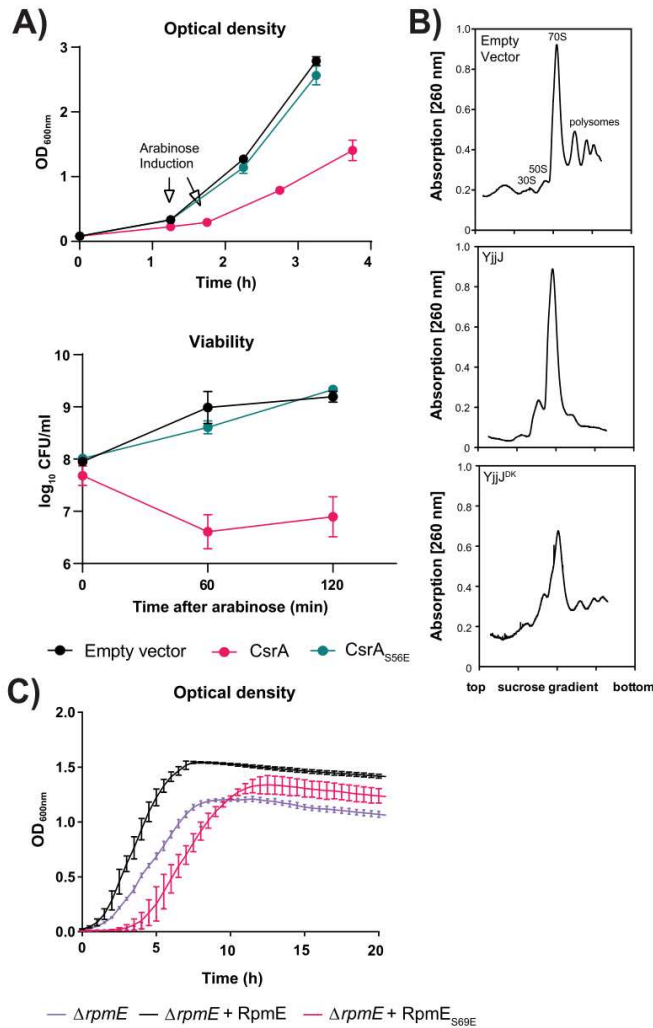 A)
Optical density
OD600nm
3
2
1
0
Arabinose
Induction
0 1 2 3 4
Time (h)
Viability
log10 CFU/ml
10
9
8
7
6
0 60 120
Time after arabinose (min)
Empty vector CsrA CsrAS56E
B)
Absorption [260 nm]
1.0
0.8
0.6
0.4
0.2
0
Empty
Vector
70S
polysomes
50S
30S
Absorption [260 nm]
1.0
0.8
0.6
0.4
0.2
0
YjjJ
Absorption [260 nm]
1.0
0.8
0.6
0.4
0.2
YjjJDK
top sucrose gradient bottom
C)
Optical density
OD600nm
2.0
1.5
1.0
0.5
0.0
0 5 10 15 20
Time (h)
ΔrpmE ΔrpmE + RpmE ΔrpmE + RpmES69E